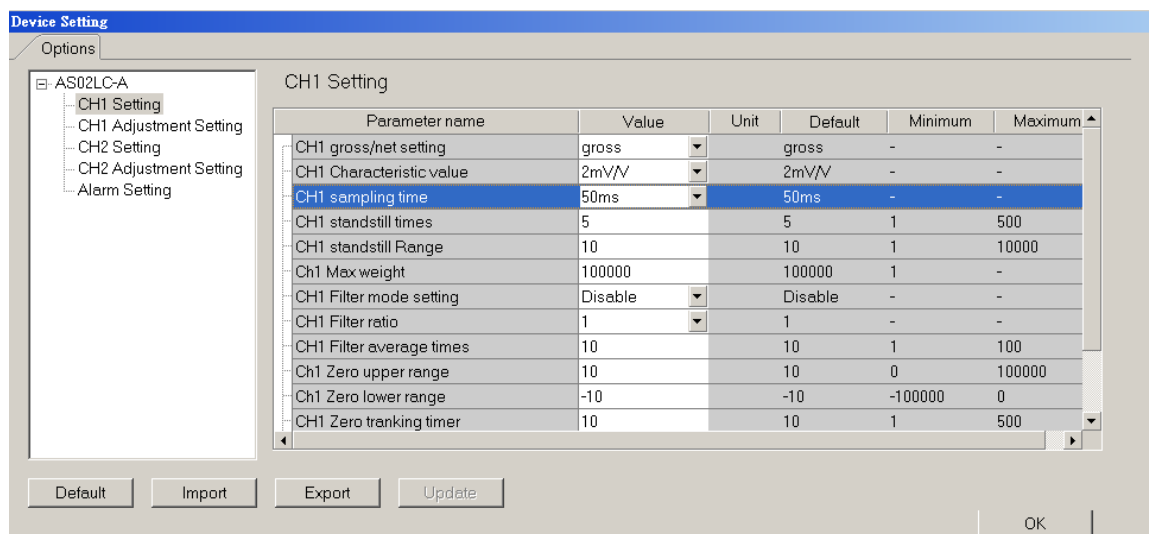 Device Setting
Options
AS02LC-A
CH1 Setting
CH1 Adjustment Setting
CH2 Setting
CH2 Adjustment Setting
Alarm Setting
CH1 Setting
Parameter name Value Unit Default Minimum Maximum
CH1 gross/net setting gross gross - -
CH1 Characteristic value 2mV/V 2mV/V - -
CH1 sampling time 50ms 50ms - -
CH1 standstill times 5 5 1 500
CH1 standstill Range 10 10 1 10000
Ch1 Max weight 100000 100000 1 -
CH1 Filter mode setting Disable Disable - -
CH1 Filter ratio 1 1 - -
CH1 Filter average times 10 10 1 100
Ch1 Zero upper range 10 10 0 100000
Ch1 Zero lower range -10 -10 -100000 0
CH1 Zero tranking timer 10 10 1 500
Default Import Export Update
OK